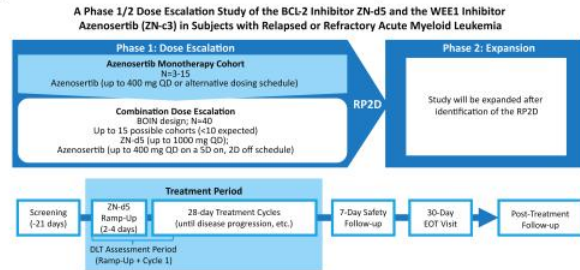 A Phase 1/2 Dose Escalation Study of the BCL-2 Inhibitor ZN-d5 and the WEE1 Inhibitor
Azenosertib (ZN-c3) in Subjects with Relapsed or Refractory Acute Myeloid Leukemia
Phase 1: Dose Escalation
Azenosertib Monotherapy Cohort
N=3-15
Azenosertib (up to 400 mg QD or alternative dosing schedule)
Combination Dose Escalation
BOIN design; N=40
Up to 15 possible cohorts (<10 expected)
ZN-d5 (up to 1000 mg QD);
Azenosertib (up to 400 mg QD on a 5D on, 2D off schedule)
RP2D
Phase 2: Expansion
Study will be expanded after
identification of the RP2D
Treatment Period
Screening
(-21 days)
ZN-d5
Ramp-Up
(2-4 days)
28-day Treatment Cycles
(until disease progression, etc.)
DLT Assessment Period
(Ramp-Up + Cycle 1)
7-Day Safety
Follow-up
30-Day
EOT Visit
Post-Treatment
Follow-up